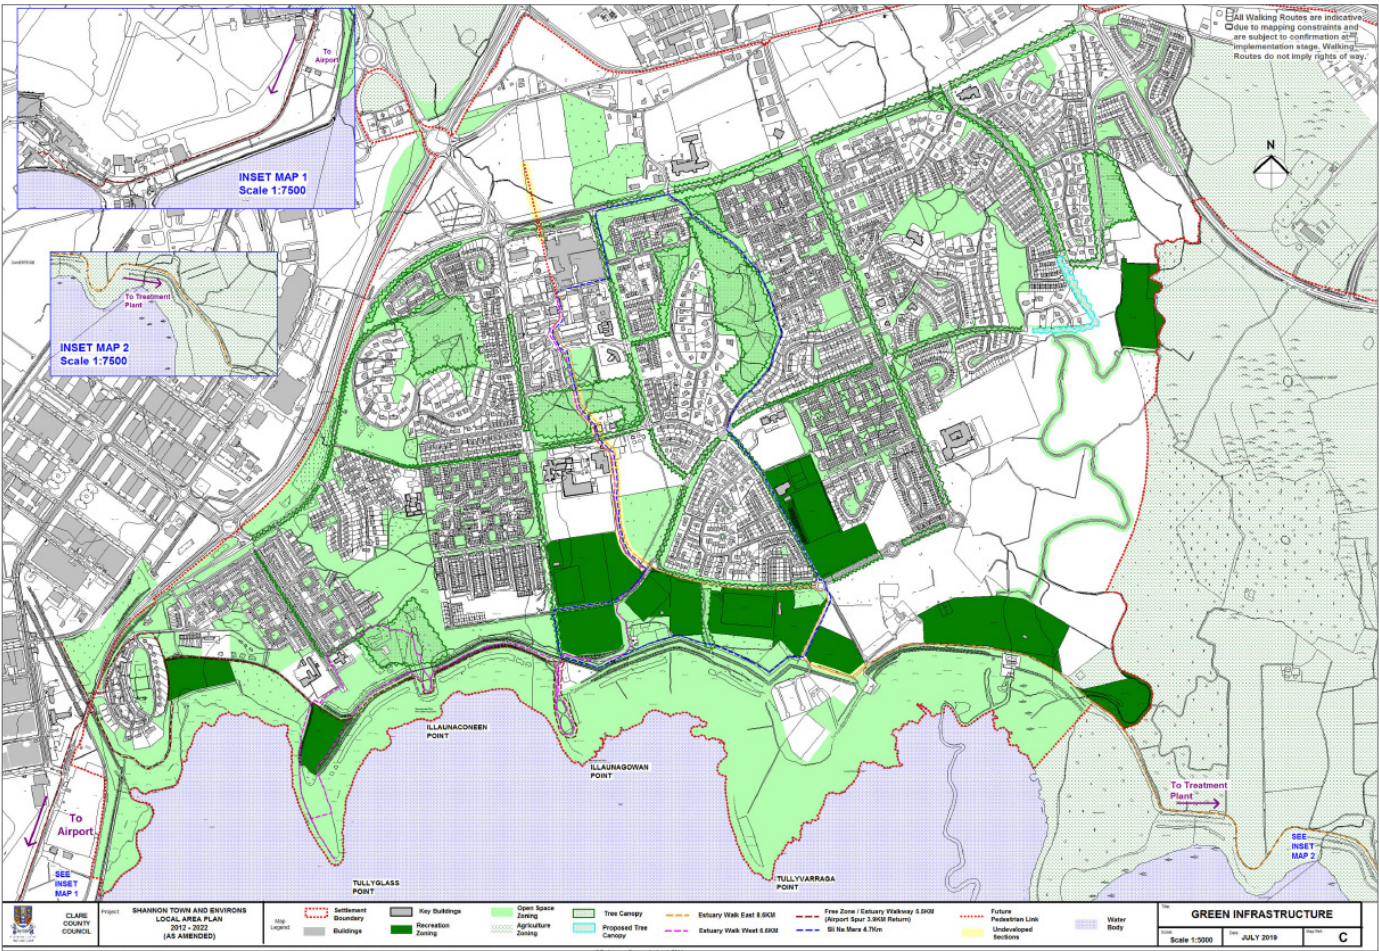 All Walking Routes are indicative
due to mapping constraints and
are subject to confirmation at
implementation stage. Walking
Routes do not imply rights of way.
To
Airport
INSET MAP 1
Scale 1:7500
N
To Treatment
Plant
INSET MAP 2
Scale 1:7500
ILLAUNACONEEN
POINT
ILLAUNAGOWAN
POINT
To Treatment
Plant
To
Airport
SEE
INSET
MAP 2
SEE
INSET
MAP 1
TULLYGLASS
POINT
TULLYVARRAGA
POINT
CLARE
COUNTY
COUNCIL
Project
SHANNON TOWN AND ENVIRONS
LOCAL AREA PLAN
2012 - 2022
(AS AMENDED)
Map
Legend
Settlement
Boundary
Buildings
Key Buildings
Recreation
Zoning
Open Space
Zoning
Agriculture
Zoning
Tree Canopy
Proposed Tree
Canopy
Estuary Walk East 8.6KM
Estuary Walk West 6.6KM
Free Zone / Estuary Walkway 5.5KM
(Airport Spur 3.9KM Return)
Sli Na Mara 4.7Km
Future
Pedestrian Link
Undeveloped
Sections
Water
Body
Title
GREEN INFRASTRUCTURE
Scale
Scale 1:5000
Date
JULY 2019
Map Ref:
C